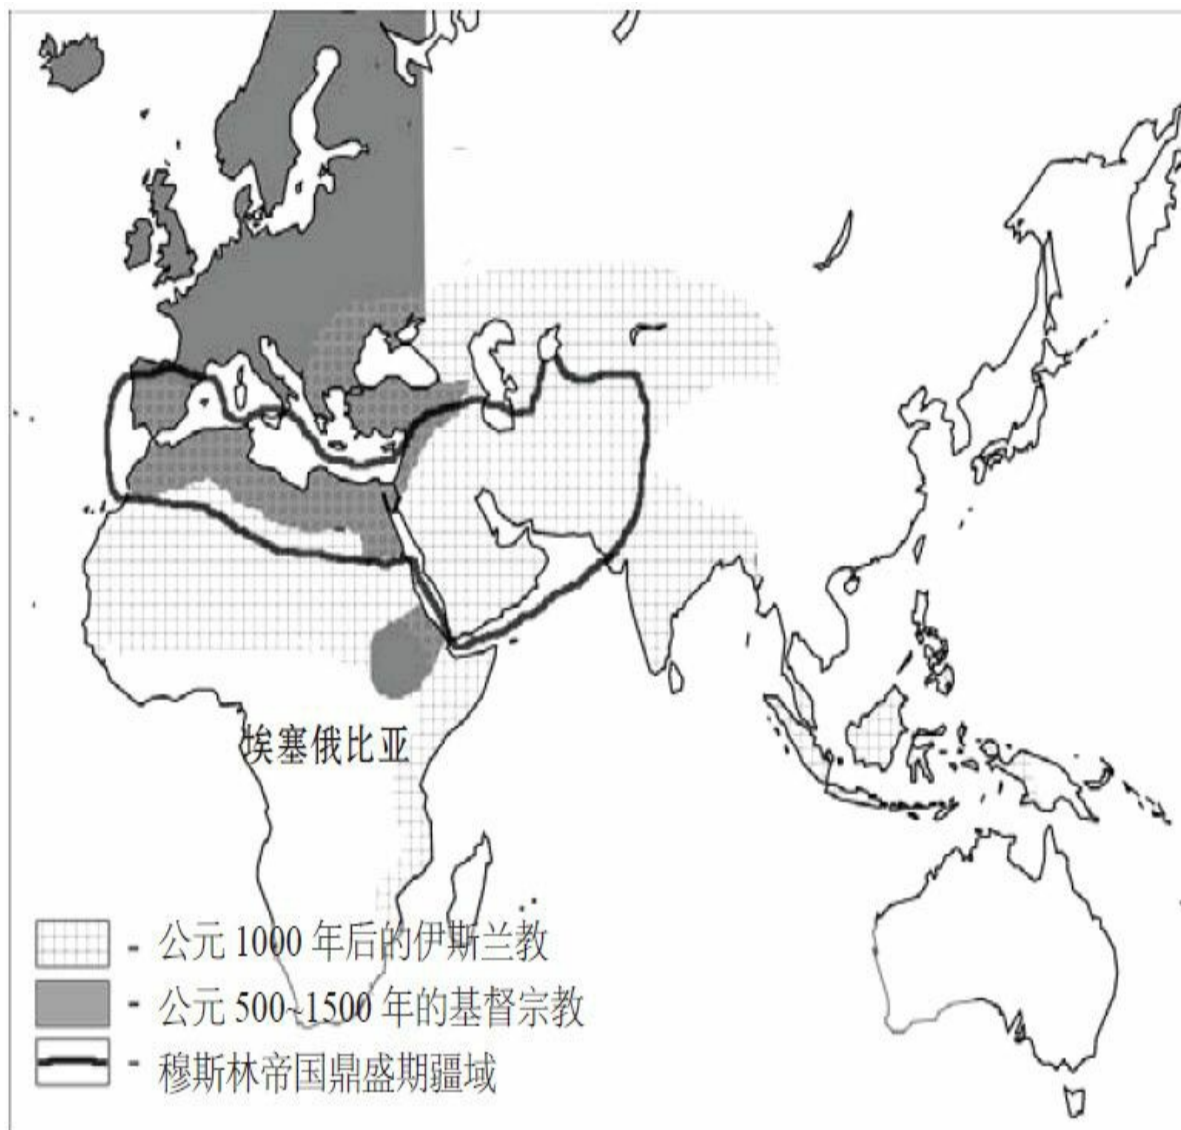 埃塞俄比亚
- 公元 1000 年后的伊斯兰教
- 公元 500~1500 年的基督宗教
- 穆斯林帝国鼎盛期疆域